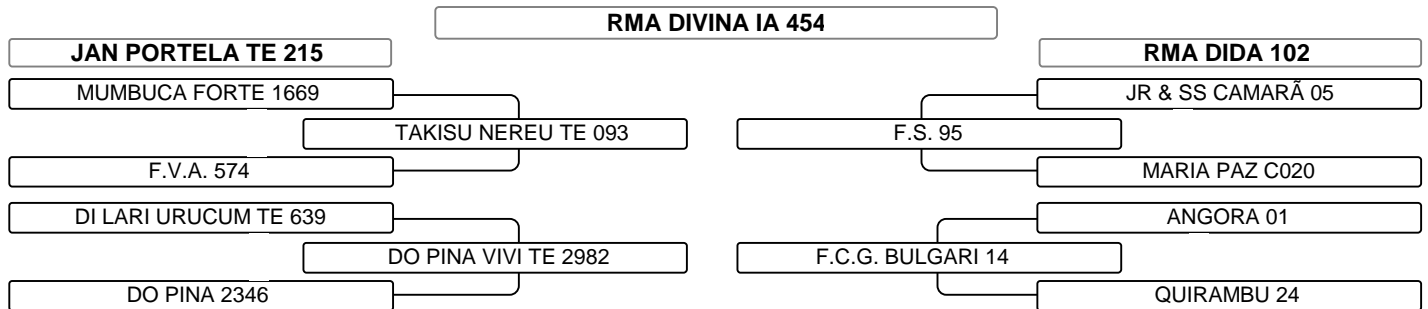 RMA DIVINA IA 454
JAN PORTELA TE 215
RMA DIDA 102
MUMBUCA FORTE 1669
JR & SS CAMARÃ 05
TAKISU NEREU TE 093
F.S. 95
F.V.A. 574
MARIA PAZ C020
DI LARI URUCUM TE 639
ANGORA 01
DO PINA VIVI TE 2982
F.C.G. BULGARI 14
DO PINA 2346
QUIRAMBU 24